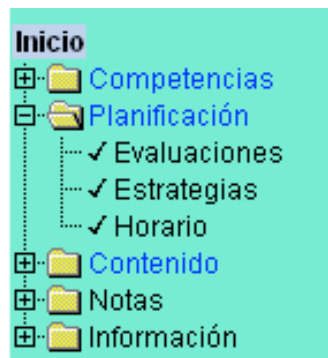 Inicio
Competencias
Planificación
Evaluaciones
Estrategias
Horario
Contenido
Notas
Información